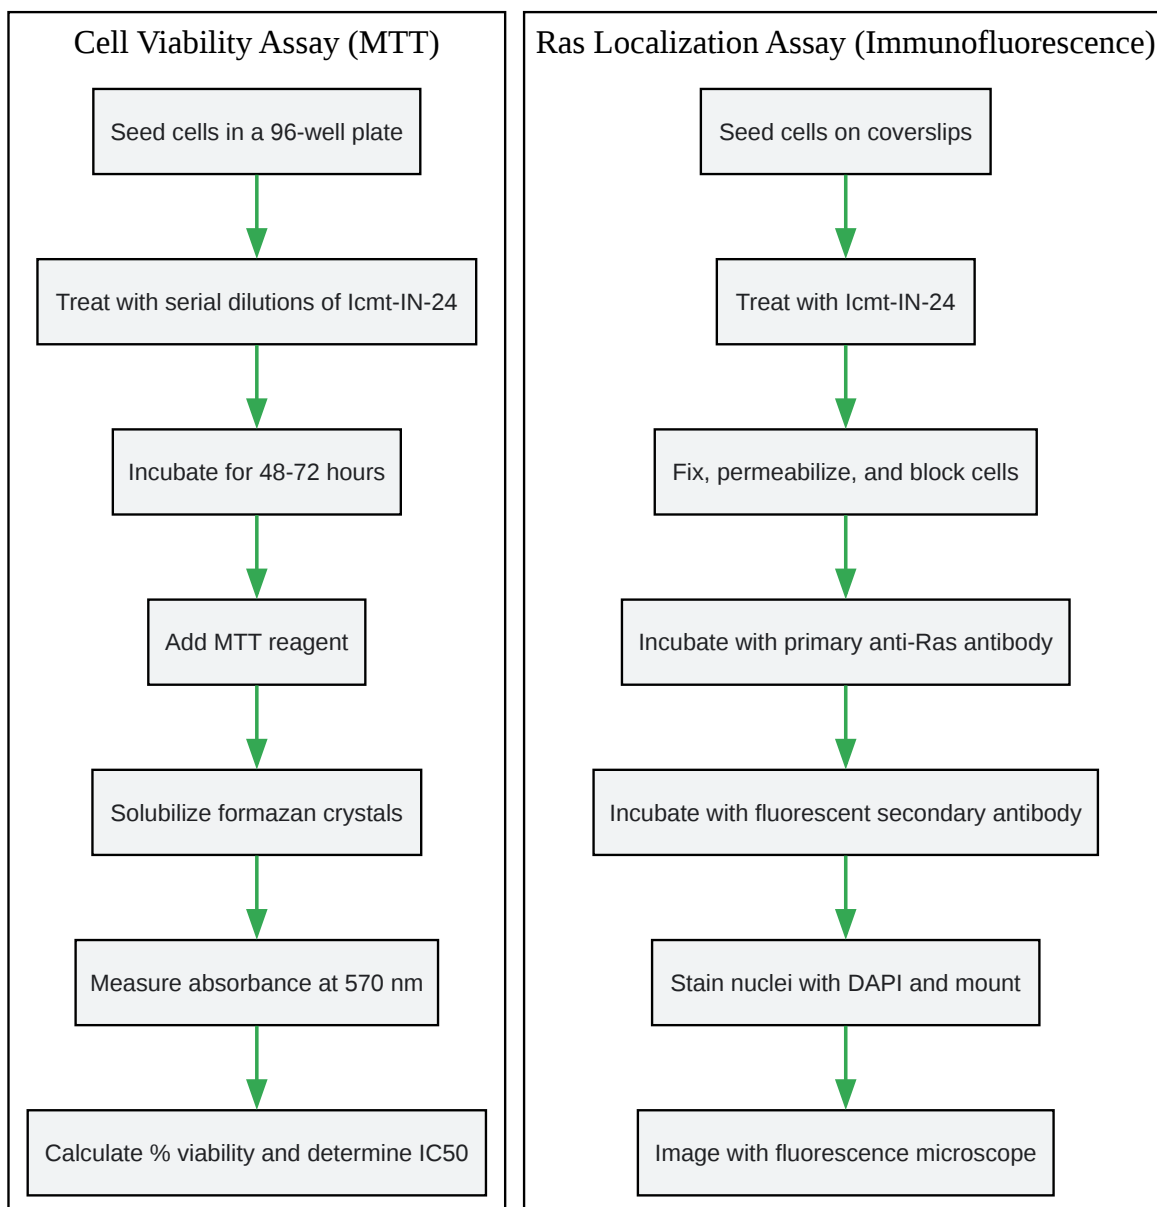 Cell Viability Assay (MTT)
Seed cells in a 96-well plate
Treat with serial dilutions of Icmt-IN-24
Incubate for 48-72 hours
Add MTT reagent
Solubilize formazan crystals
Measure absorbance at 570 nm
Calculate % viability and determine IC50
Ras Localization Assay (Immunofluorescence)
Seed cells on coverslips
Treat with Icmt-IN-24
Fix, permeabilize, and block cells
Incubate with primary anti-Ras antibody
Incubate with fluorescent secondary antibody
Stain nuclei with DAPI and mount
Image with fluorescence microscope